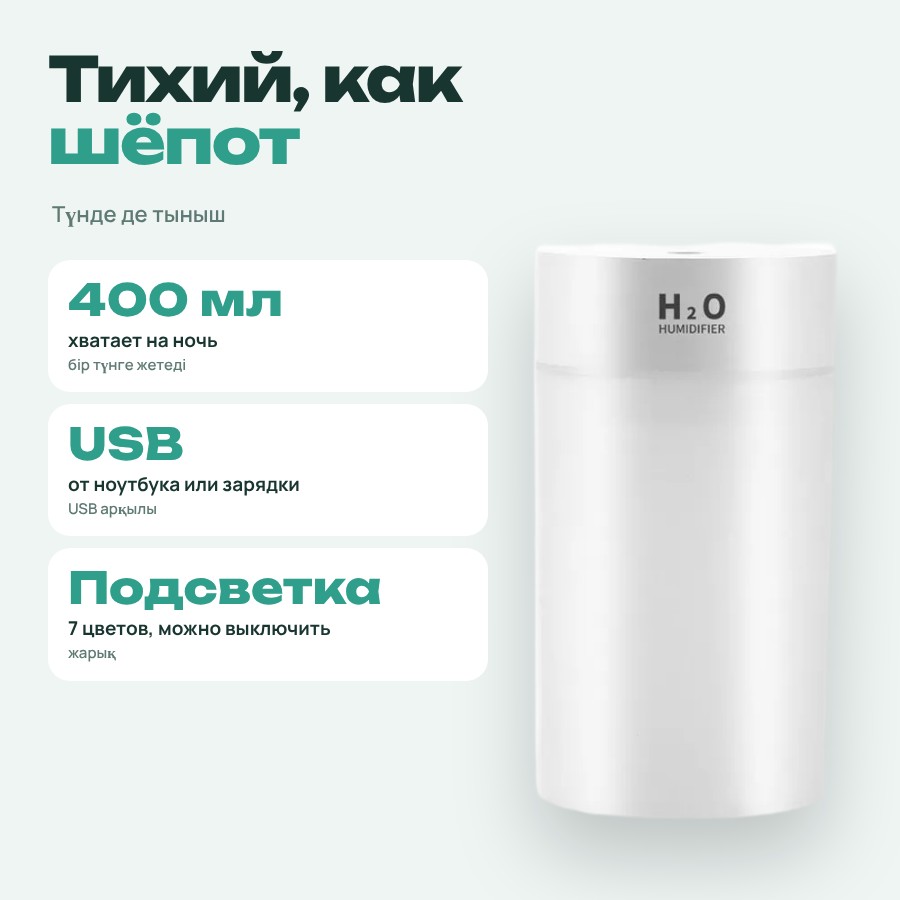 Тихий, как
шёпот
Түнде де тыныш
400 мл
хватает на ночь
бір түнге жетеді
USB
от ноутбука или зарядки
USB арқылы
Подсветка
7 цветов, можно выключить
жарық
H₂O
HUMIDIFIER